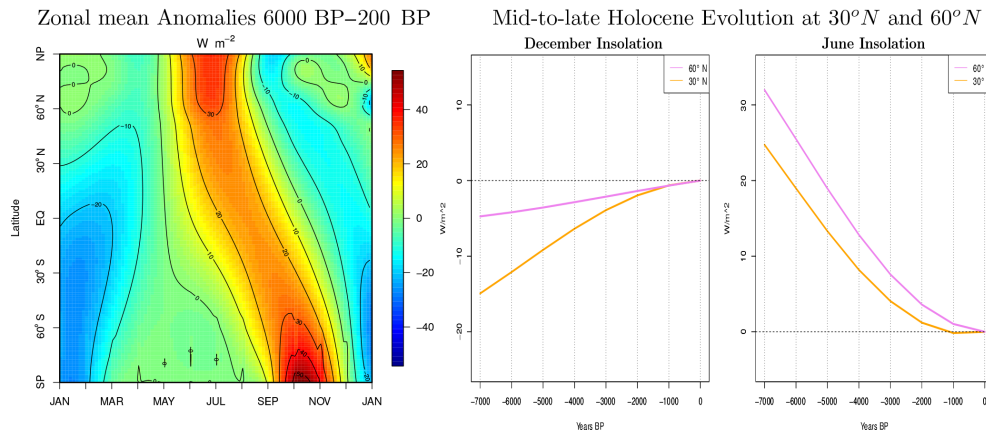 Zonal mean Anomalies 6000 BP−200 BP
W m⁻²
NP
60° N
30° N
EQ
30° S
60° S
SP
Latitude
JAN MAR MAY JUL SEP NOV JAN
40
20
0
−20
−40
Mid-to-late Holocene Evolution at 30°N and 60°N
December Insolation
60° N
30° N
10
0
−10
−20
W/m^2
−7000 −6000 −5000 −4000 −3000 −2000 −1000 0
Years BP
June Insolation
60° N
30° N
30
20
10
0
W/m^2
−7000 −6000 −5000 −4000 −3000 −2000 −1000 0
Years BP